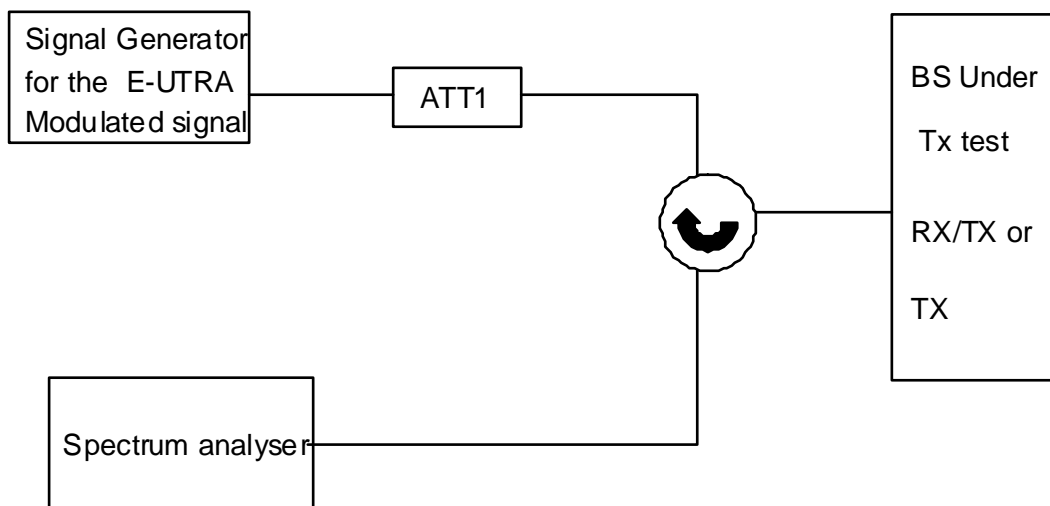 Signal Generator
for the E-UTRA
Modulated signal
ATT1
BS Under
Tx test
RX/TX or
TX
Spectrum analyser